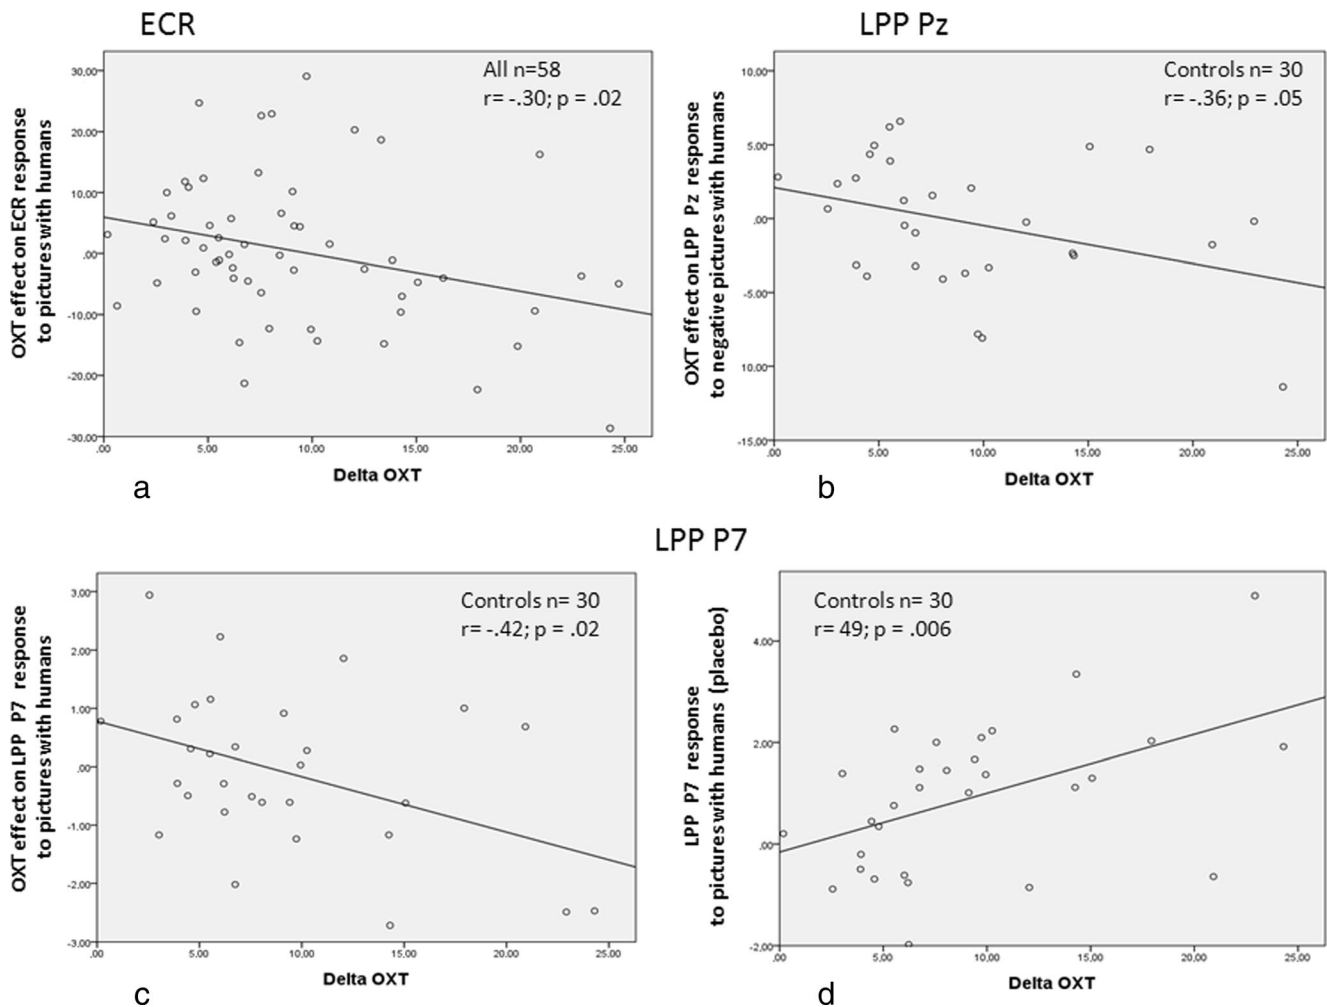 ECR
All n=58
r= -.30; p = .02
OXT effect on ECR response
to pictures with humans
30.00
20.00
10.00
.00
-10.00
-20.00
-30.00
.00 5.00 10.00 15.00 20.00 25.00
Delta OXT
a
LPP Pz
Controls n= 30
r= -.36; p = .05
OXT effect on LPP Pz response
to negative pictures with humans
10.00
5.00
.00
-5.00
10.00
-15.00
.00 5.00 10.00 15.00 20.00 25.00
Delta OXT
b
LPP P7
Controls n= 30
r= -.42; p = .02
OXT effect on LPP P7 response
to pictures with humans
3.00
2.00
1.00
.00
-1.00
-2.00
-3.00
.00 5.00 10.00 15.00 20.00 25.00
Delta OXT
c
Controls n= 30
r= 49; p = .006
LPP P7 response
to pictures with humans (placebo)
4.00
2.00
.00
-2.00
.00 5.00 10.00 15.00 20.00 25.00
Delta OXT
d